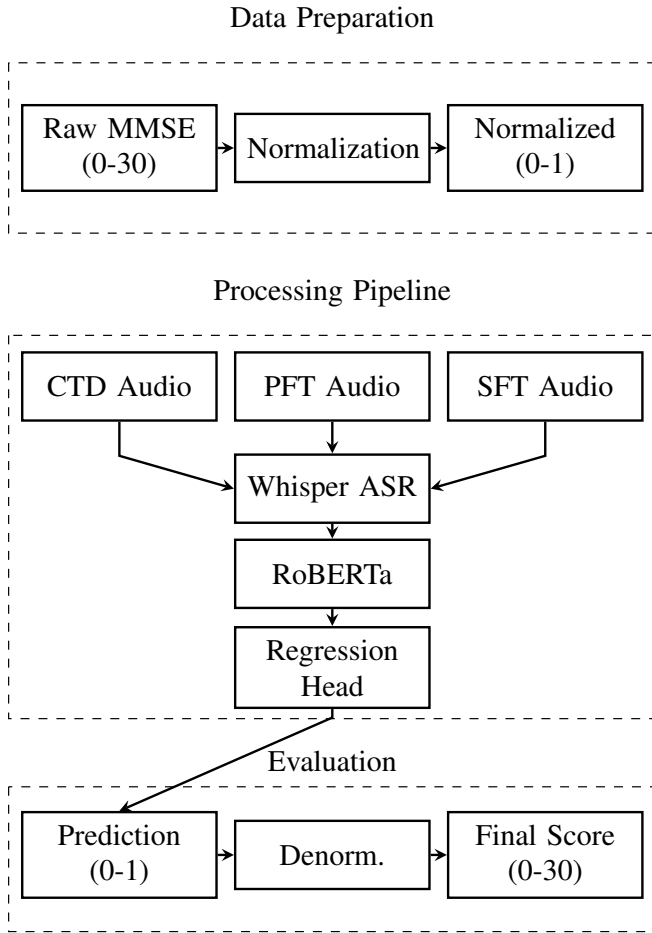 Data Preparation
Raw MMSE
(0-30)
Normalization
Normalized
(0-1)
Processing Pipeline
CTD Audio
PFT Audio
SFT Audio
Whisper ASR
RoBERTa
Regression
Head
Evaluation
Prediction
(0-1)
Denorm.
Final Score
(0-30)